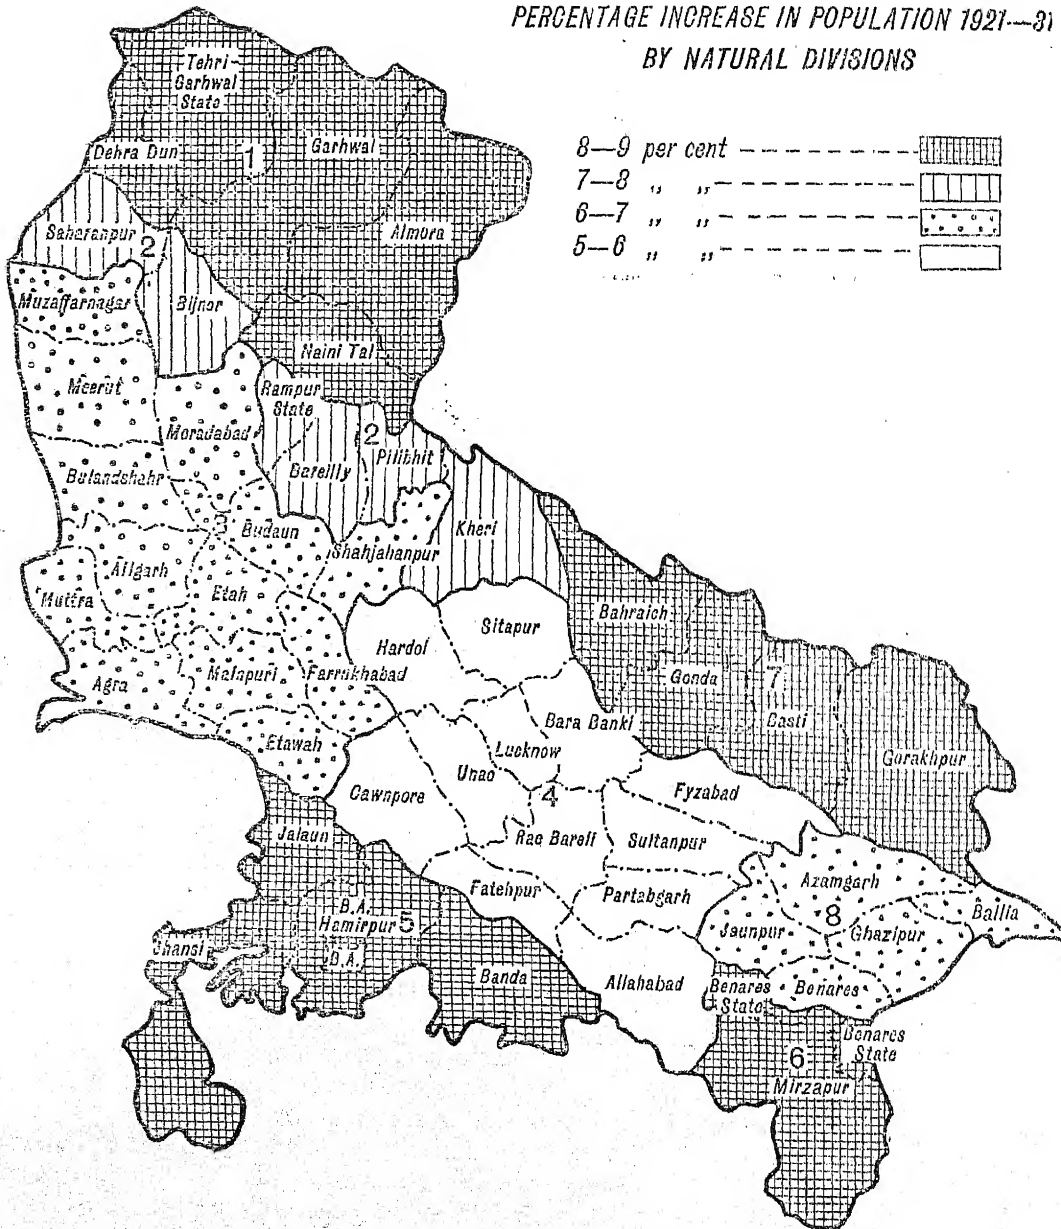 PERCENTAGE INCREASE IN POPULATION 1921—31
BY NATURAL DIVISIONS
8—9 per cent
7—8 „ „
6—7 „ „
5—6 „ „
Tehri-
Garhwal
State
Dehra Dun
1
Garhwal
Almora
Saharanpur
2
Muzaffarnagar
Bijnor
Naini Tal
Meerut
Rampur
State
Moradabad
2
Pilibhit
Bareilly
Bulandshahr
3
Budaun
Kheri
Shahjahanpur
Aligarh
Etah
Muttra
Bahraich
Sitapur
Hardoi
Agra
Mainpuri
Farrukhabad
Gonda
7
Basti
Bara Banki
Gorakhpur
Etawah
Lucknow
Unao
Cawnpore
4
Fyzabad
Jalaun
Rae Bareli
Sultanpur
Fatehpur
Partabgarh
Azamgarh
Ballia
B.A.
Hamirpur
5
B.A.
8
Jaunpur
Ghazipur
Jhansi
Banda
Allahabad
Benares
State
Benares
Benares
State
6
Mirzapur